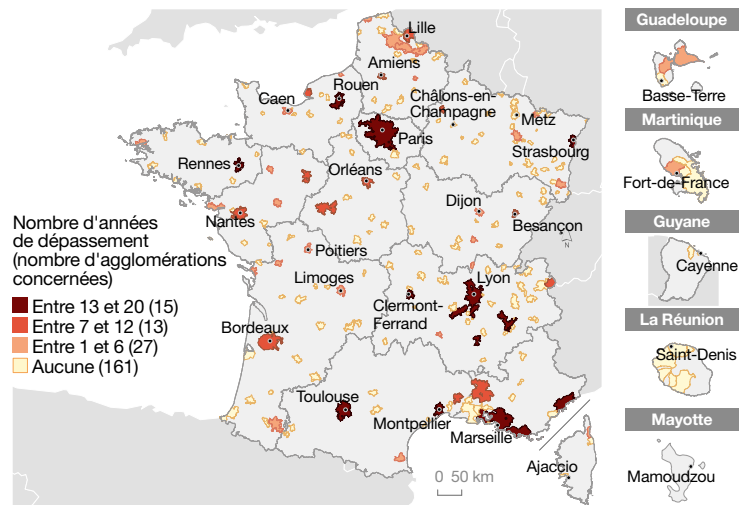 Lille
Amiens
Rouen
Caen
Châlons-en-
Champagne
Metz
Paris
Strasbourg
Rennes
Orléans
Nantes
Dijon
Besançon
Poitiers
Limoges
Lyon
Clermont-
Ferrand
Bordeaux
Toulouse
Montpellier
Marseille
Ajaccio
0 50 km
Nombre d'années
de dépassement
(nombre d'agglomérations
concernées)
Entre 13 et 20 (15)
Entre 7 et 12 (13)
Entre 1 et 6 (27)
Aucune (161)
Guadeloupe
Basse-Terre
Martinique
Fort-de-France
Guyane
Cayenne
La Réunion
Saint-Denis
Mayotte
Mamoudzou